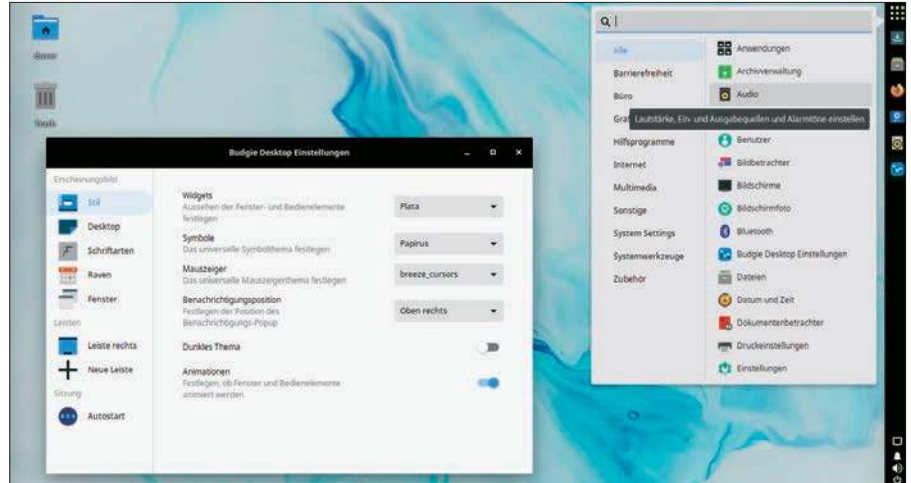 Trash
Budgie Desktop Einstellungen
Erscheinungsbild
Stil
Desktop
Schriftarten
Raven
Fenster
Leisten
Leiste rechts
Neue Leiste
Sitzung
Autostart
Widgets
Aussehen der Fenster- und Bedienelemente
festlegen
Plata
Symbole
Das universelle Symbolthema festlegen
Papirus
Mauszeiger
Das universelle Mauszeigerthema festlegen
breeze_cursors
Benachrichtigungsposition
Festlegen der Position des
Benachrichtigungs-Popup
Oben rechts
Dunkles Thema
Animationen
Festlegen, ob Fenster und Bedienelemente
animiert werden
Alle
Barrierefreiheit
Büro
Hilfsprogramme
Internet
Multimedia
Sonstige
System Settings
Systemwerkzeuge
Zubehör
Anwendungen
Archivverwaltung
Audio
Lautstärke, Ein- und Ausgabequellen und Alarmtöne einstellen
Benutzer
Bildbetrachter
Bildschirme
Bildschirmfoto
Bluetooth
Budgie Desktop Einstellungen
Dateien
Datum und Zeit
Dokumentenbetrachter
Druckeinstellungen
Einstellungen